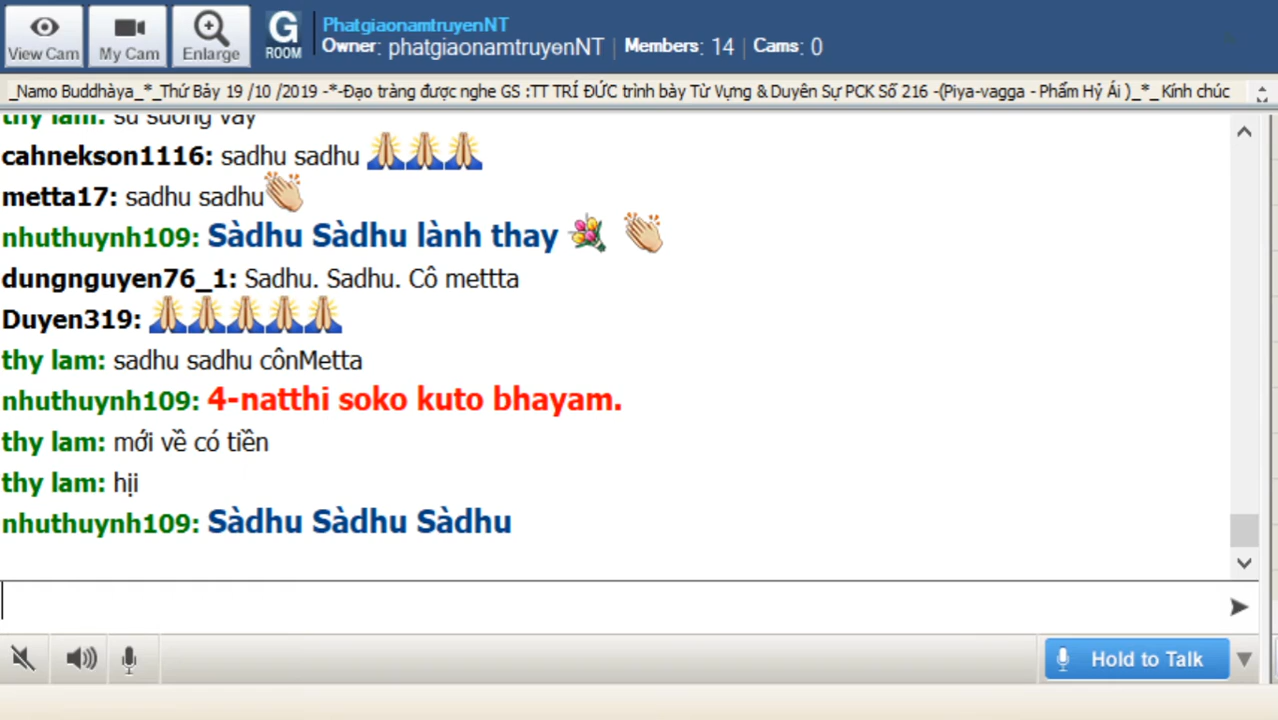 View Cam
My Cam
Enlarge
G
ROOM
PhatgiaonamtruyenNT
Owner: phatgiaonamtruyenNT | Members: 14 | Cams: 0
_Namo Buddhàya_*_Thứ Bảy 19 /10 /2019 -*-Đạo tràng được nghe GS :TT TRÍ ĐỨC trình bày Từ Vựng & Duyên Sự PCK Số 216 -(Piya-vagga - Phẩm Hỷ Ái )_*_Kính chúc
thy lam: su suong vay
cahnekson1116: sadhu sadhu
metta17: sadhu sadhu
nhuthuynh109: Sàdhu Sàdhu lành thay
dungnguyen76_1: Sadhu. Sadhu. Cô mettta
Duyen319:
thy lam: sadhu sadhu cônMetta
nhuthuynh109: 4-natthi soko kuto bhayam.
thy lam: mới về có tiền
thy lam: hịi
nhuthuynh109: Sàdhu Sàdhu Sàdhu
Hold to Talk